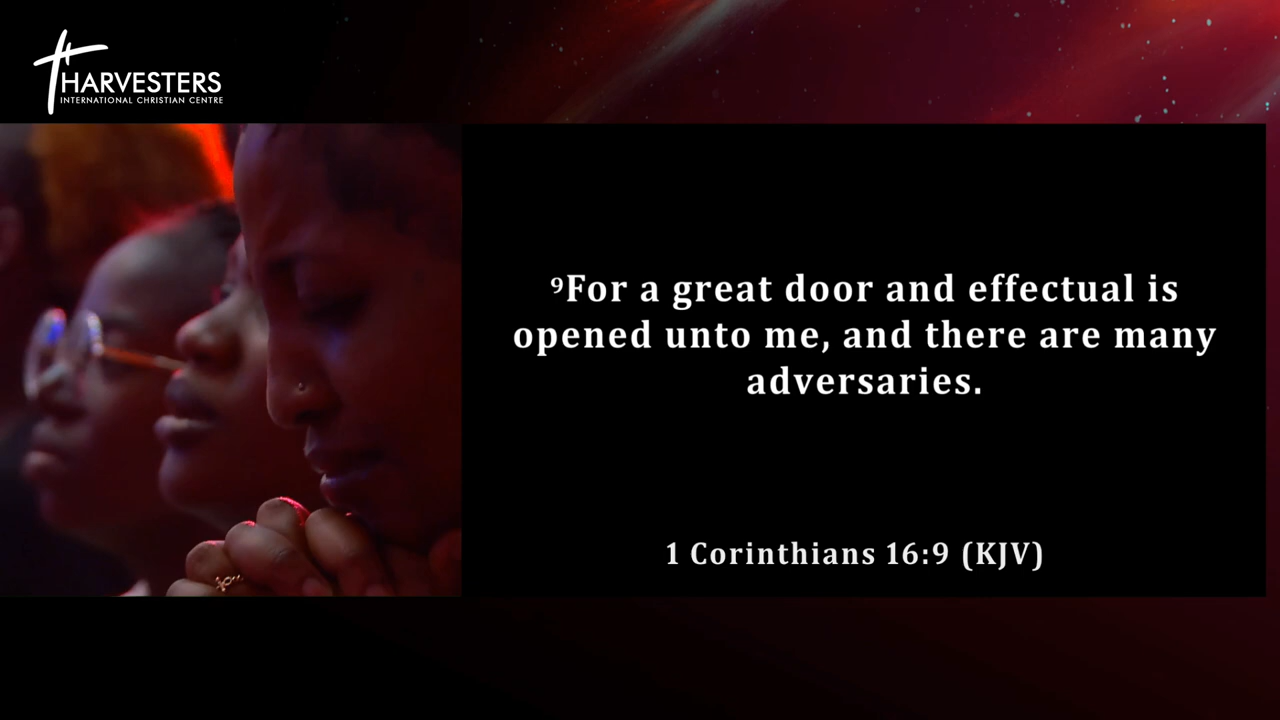 HARVESTERS
INTERNATIONAL CHRISTIAN CENTRE
⁹For a great door and effectual is
opened unto me, and there are many
adversaries.
1 Corinthians 16:9 (KJV)